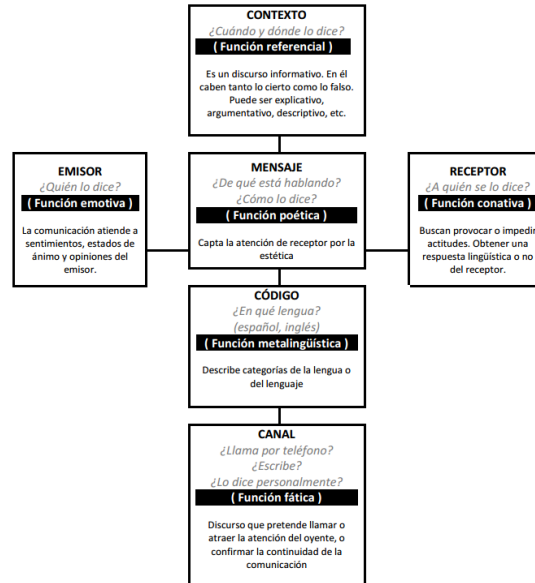 CONTEXTO
¿Cuándo y dónde lo dice?
( Función referencial )
Es un discurso informativo. En él
caben tanto lo cierto como lo falso.
Puede ser explicativo,
argumentativo, descriptivo, etc.
EMISOR
¿Quién lo dice?
( Función emotiva )
La comunicación atiende a
sentimientos, estados de
ánimo y opiniones del
emisor.
MENSAJE
¿De qué está hablando?
¿Cómo lo dice?
( Función poética )
Capta la atención de receptor por la
estética
RECEPTOR
¿A quién se lo dice?
( Función conativa )
Buscan provocar o impedir
actitudes. Obtener una
respuesta lingüística o no
del receptor.
CÓDIGO
¿En qué lengua?
(español, inglés)
( Función metalingüística )
Describe categorías de la lengua o
del lenguaje
CANAL
¿Llama por teléfono?
¿Escribe?
¿Lo dice personalmente?
( Función fática )
Discurso que pretende llamar o
atraer la atención del oyente, o
confirmar la continuidad de la
comunicación